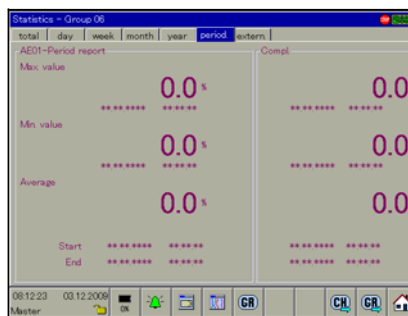 Statistics - Group 06
total day week month year period extern.
AE01-Period report Compl.
Max. value
0.0 % 0.0
**.**.**** **:**:** **.**.**** **:**:**
Min. value
0.0 % 0.0
**.**.**** **:**:** **.**.**** **:**:**
Average
0.0 % 0.0
Start **.**.**** **:**:** **.**.**** **:**:**
End **.**.**** **:**:** **.**.**** **:**:**
08:12:23 03.12.2009
Master
GR CH GR